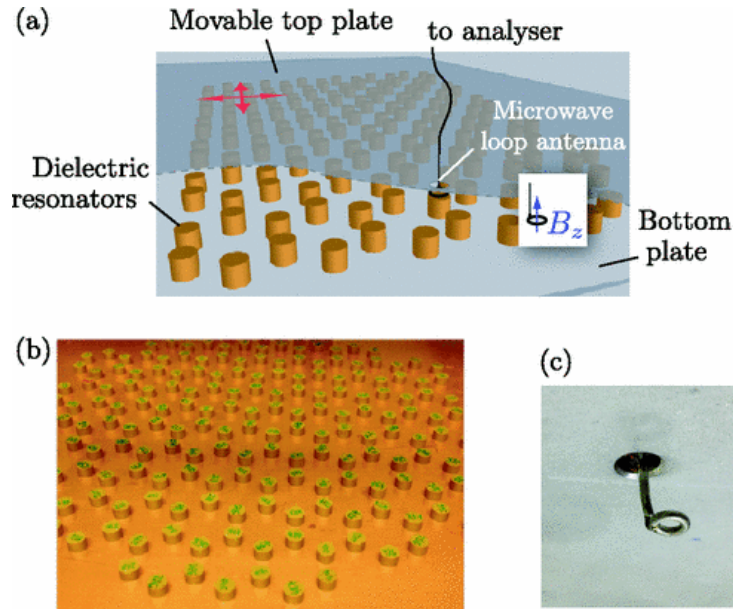 (a)
Movable top plate
to analyser
Microwave
loop antenna
Dielectric
resonators
B_z
Bottom
plate
(b)
(c)